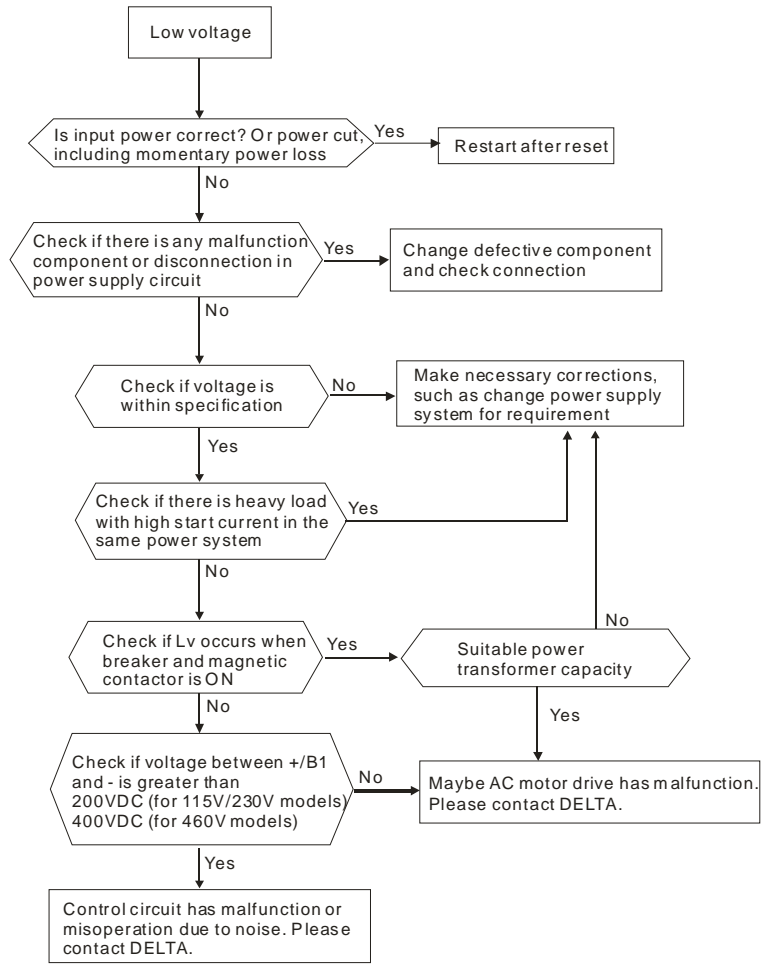 Low voltage
Is input power correct? Or power cut,
including momentary power loss
Yes
Restart after reset
No
Check if there is any malfunction
component or disconnection in
power supply circuit
Yes
Change defective component
and check connection
No
Check if voltage is
within specification
No
Make necessary corrections,
such as change power supply
system for requirement
Yes
Check if there is heavy load
with high start current in the
same power system
Yes
No
Check if Lv occurs when
breaker and magnetic
contactor is ON
Yes
Suitable power
transformer capacity
No
No
Yes
Check if voltage between +/B1
and - is greater than
200VDC (for 115V/230V models)
400VDC (for 460V models)
No
Maybe AC motor drive has malfunction.
Please contact DELTA.
Yes
Control circuit has malfunction or
misoperation due to noise. Please
contact DELTA.